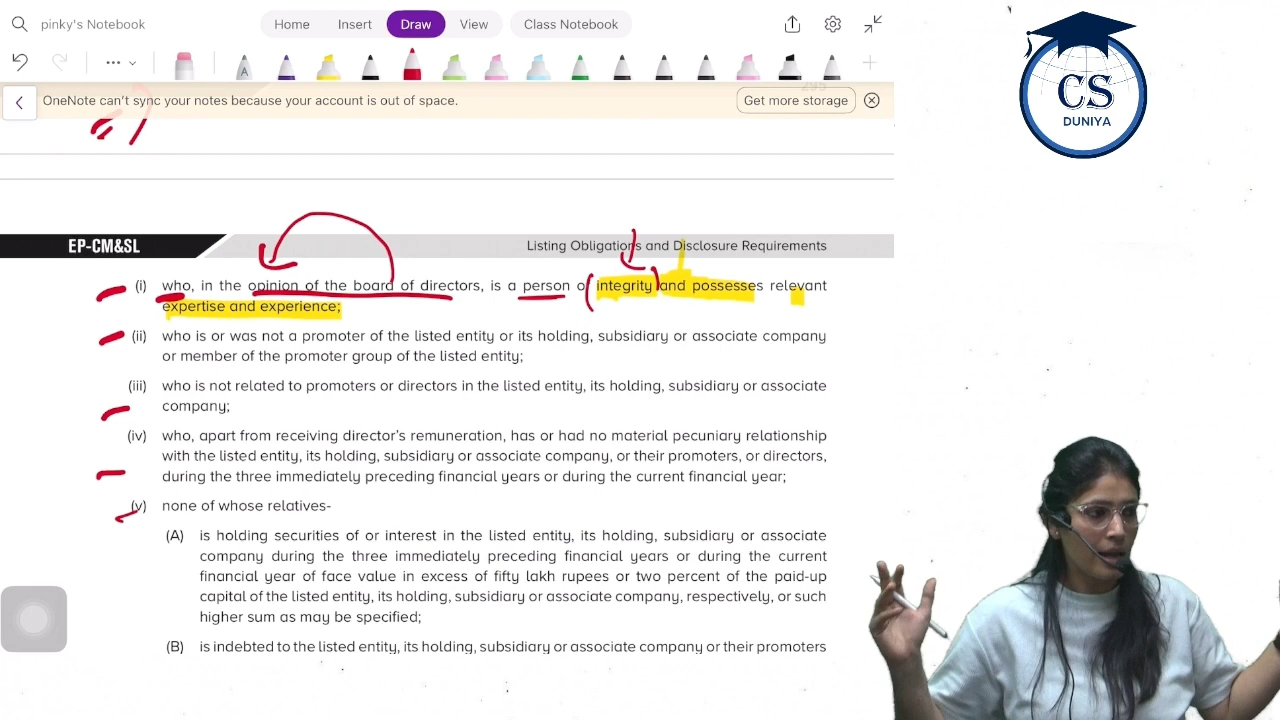 pinky's Notebook
Home Insert Draw View Class Notebook
A
295
OneNote can't sync your notes because your account is out of space. Get more storage
CS
DUNIYA
EP-CM&SL Listing Obligations and Disclosure Requirements
(i) who, in the opinion of the board of directors, is a person of integrity and possesses relevant
expertise and experience;
(ii) who is or was not a promoter of the listed entity or its holding, subsidiary or associate company
or member of the promoter group of the listed entity;
(iii) who is not related to promoters or directors in the listed entity, its holding, subsidiary or associate
company;
(iv) who, apart from receiving director's remuneration, has or had no material pecuniary relationship
with the listed entity, its holding, subsidiary or associate company, or their promoters, or directors,
during the three immediately preceding financial years or during the current financial year;
(v) none of whose relatives-
(A) is holding securities of or interest in the listed entity, its holding, subsidiary or associate
company during the three immediately preceding financial years or during the current
financial year of face value in excess of fifty lakh rupees or two percent of the paid-up
capital of the listed entity, its holding, subsidiary or associate company, respectively, or such
higher sum as may be specified;
(B) is indebted to the listed entity, its holding, subsidiary or associate company or their promoters